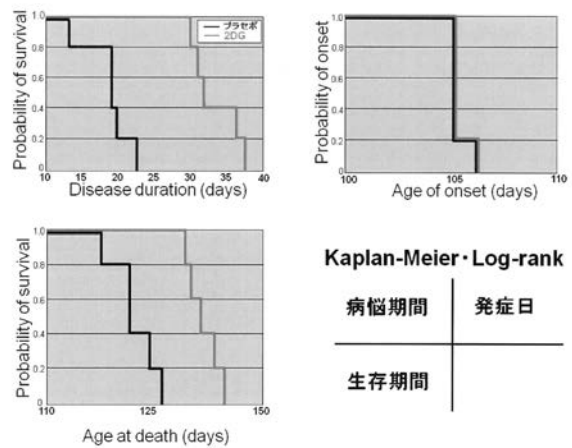 Probability of survival
1.0
0.8
0.6
0.4
0.2
0
プラセボ
2DG
10 15 20 25 30 35 40
Disease duration (days)
Probability of onset
1.0
0.8
0.6
0.4
0.2
0
100 105 110
Age of onset (days)
Probability of survival
1.0
0.8
0.6
0.4
0.2
0
110 125 150
Age at death (days)
Kaplan-Meier・Log-rank
病悩期間 発症日
生存期間